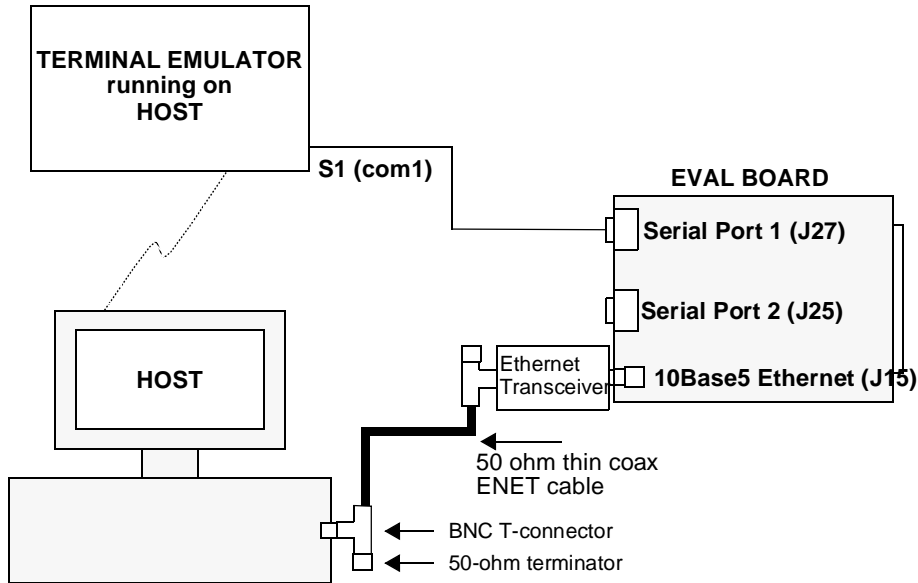 TERMINAL EMULATOR
running on
HOST
S1 (com1)
EVAL BOARD
Serial Port 1 (J27)
Serial Port 2 (J25)
Ethernet
Transceiver
10Base5 Ethernet (J15)
HOST
50 ohm thin coax
ENET cable
BNC T-connector
50-ohm terminator